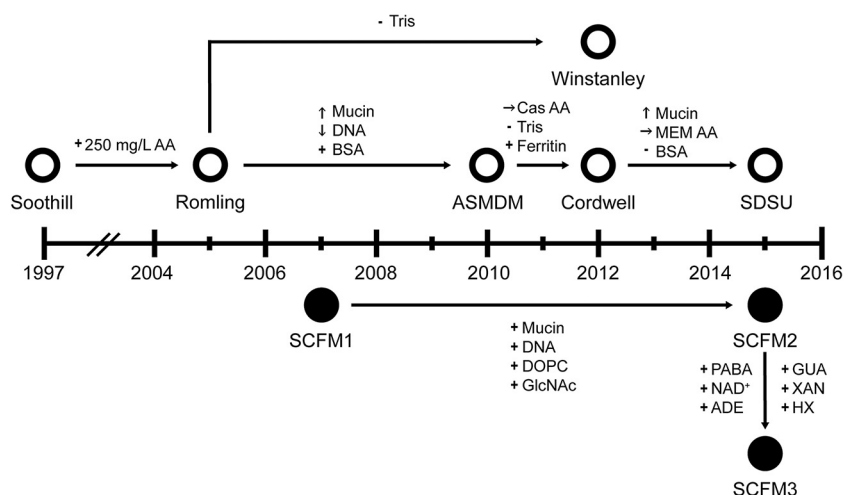 - Tris
Winstanley
+ 250 mg/L AA
↑ Mucin
↓ DNA
+ BSA
→ Cas AA
- Tris
+ Ferritin
↑ Mucin
→ MEM AA
- BSA
Soothill
Romling
ASMDM
Cordwell
SDSU
1997
2004
2006
2008
2010
2012
2014
2016
SCFM1
+ Mucin
+ DNA
+ DOPC
+ GlcNAc
SCFM2
+ PABA
+ NAD⁺
+ ADE
+ GUA
+ XAN
+ HX
SCFM3